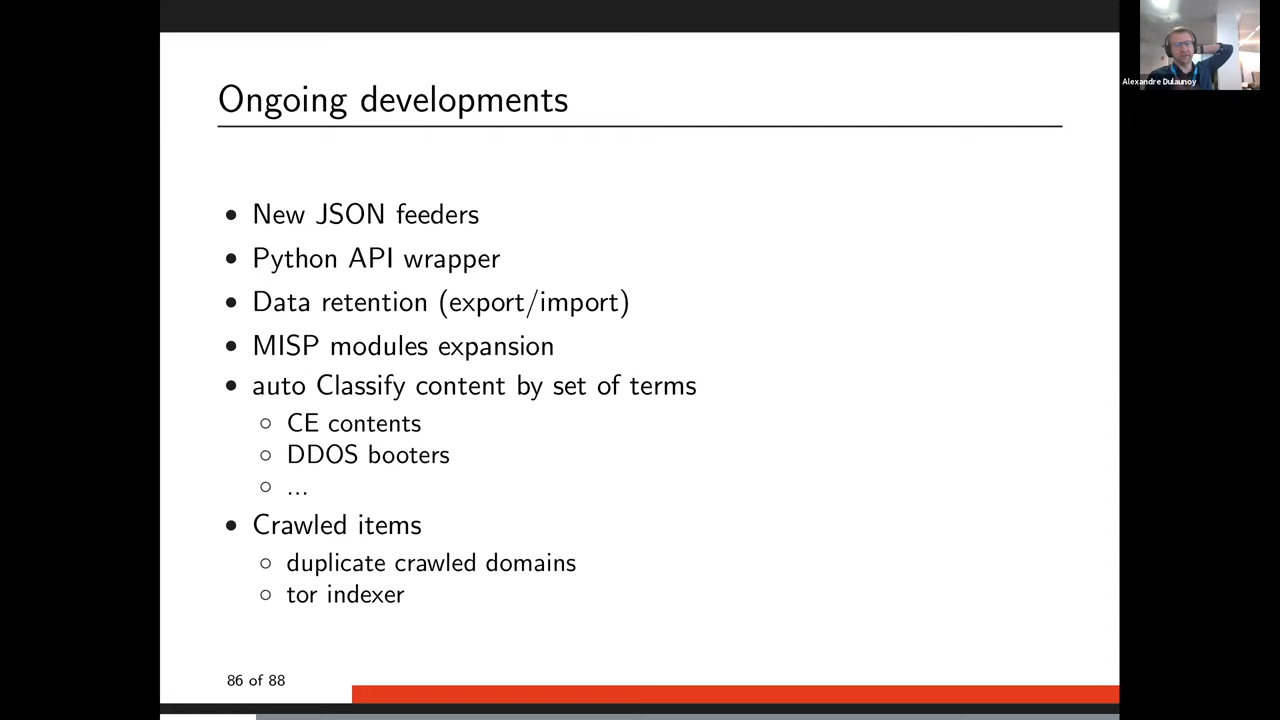 Ongoing developments
• New JSON feeders
• Python API wrapper
• Data retention (export/import)
• MISP modules expansion
• auto Classify content by set of terms
○ CE contents
○ DDOS booters
○ ...
• Crawled items
○ duplicate crawled domains
○ tor indexer
86 of 88
Alexandre Dulaunoy